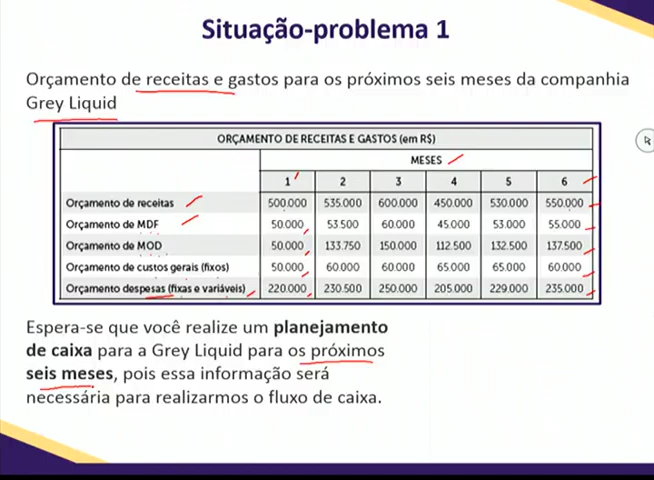 Situação-problema 1
Orçamento de receitas e gastos para os próximos seis meses da companhia
Grey Liquid
ORÇAMENTO DE RECEITAS E GASTOS (em R$)
MESES
1 2 3 4 5 6
Orçamento de receitas 500.000 535.000 600.000 450.000 530.000 550.000
Orçamento de MDF 50.000 53.500 60.000 45.000 53.000 55.000
Orçamento de MOD 50.000 133.750 150.000 112.500 132.500 137.500
Orçamento de custos gerais (fixos) 50.000 60.000 60.000 65.000 65.000 60.000
Orçamento despesas (fixas e variáveis) 220.000 230.500 250.000 205.000 229.000 235.000
Espera-se que você realize um planejamento
de caixa para a Grey Liquid para os próximos
seis meses, pois essa informação será
necessária para realizarmos o fluxo de caixa.